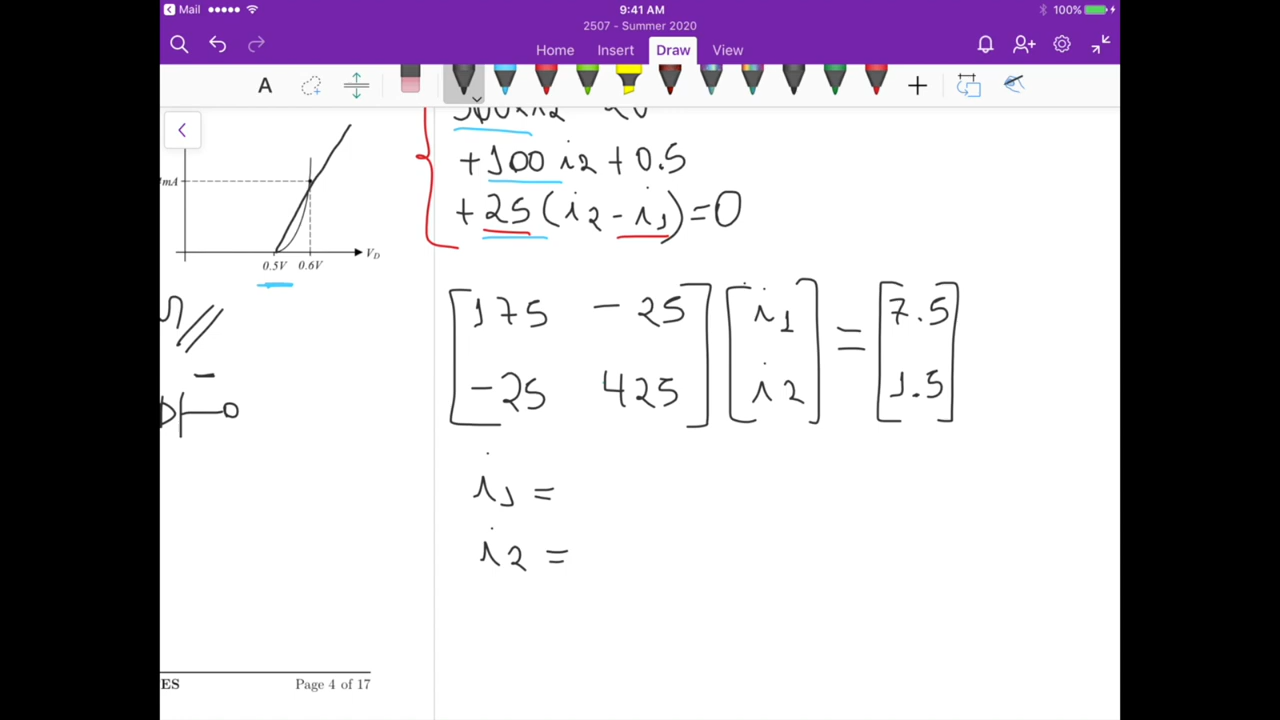 Mail 9:41 AM 100%
2507 - Summer 2020
Home Insert Draw View
A
+100 i2 + 0.5
+25 (i2 - i1) = 0
mA
VD
0.5V 0.6V
[175 -25] [i1] = [7.5]
[-25 425] [i2] [1.5]
i1 =
i2 =
ES Page 4 of 17